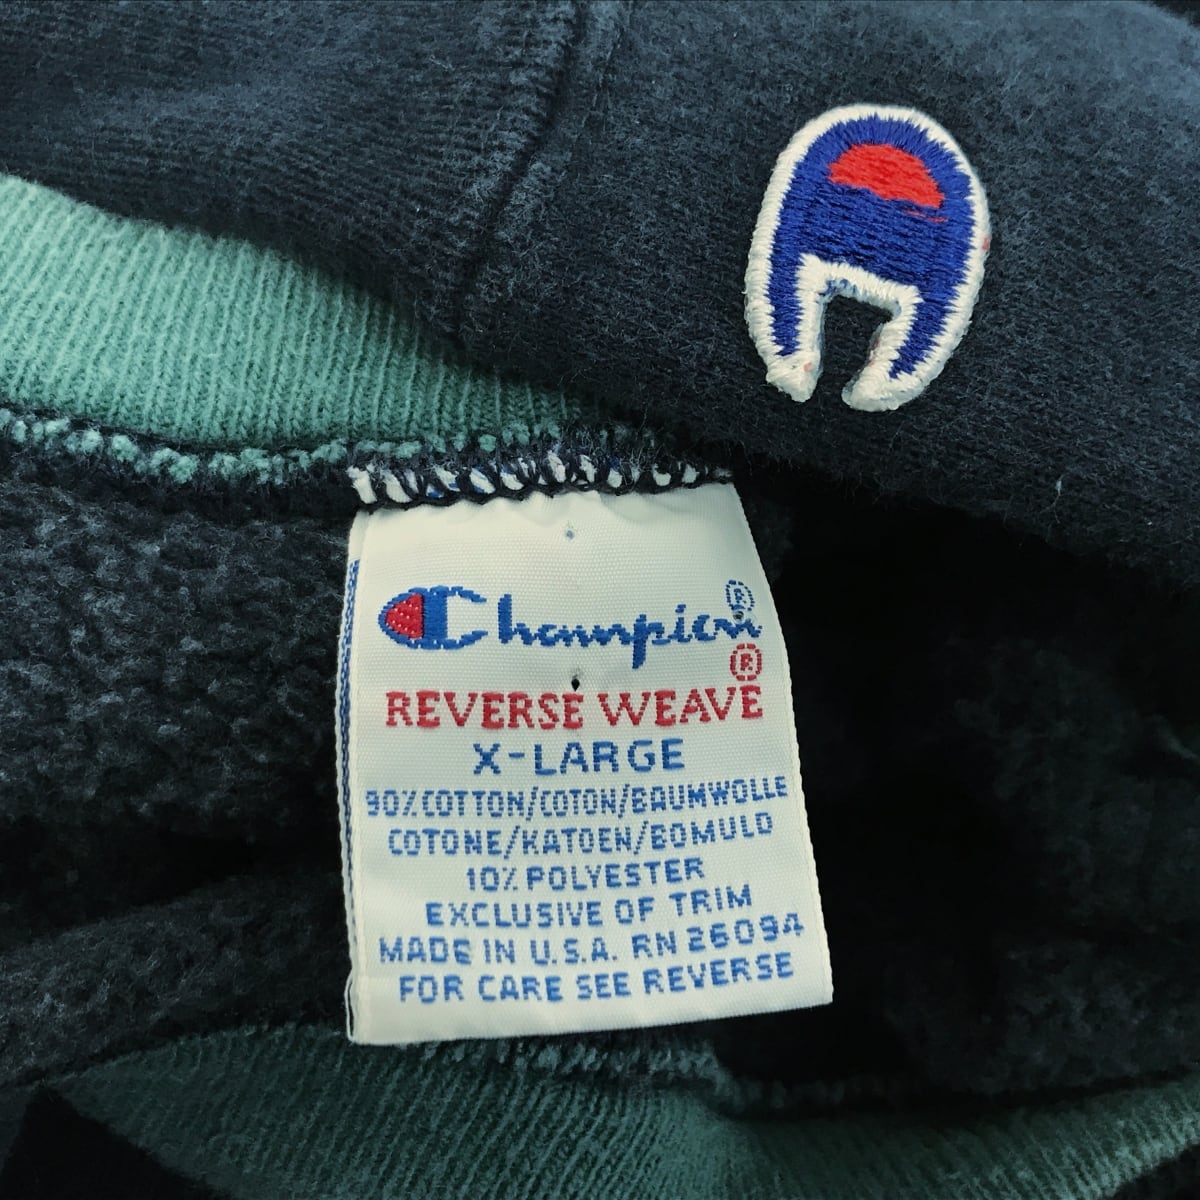 Champion®
REVERSE WEAVE®
X-LARGE
90% COTTON/COTON/BAUMWOLLE
COTONE/KATOEN/BOMULD
10% POLYESTER
EXCLUSIVE OF TRIM
MADE IN U.S.A. RN 26094
FOR CARE SEE REVERSE